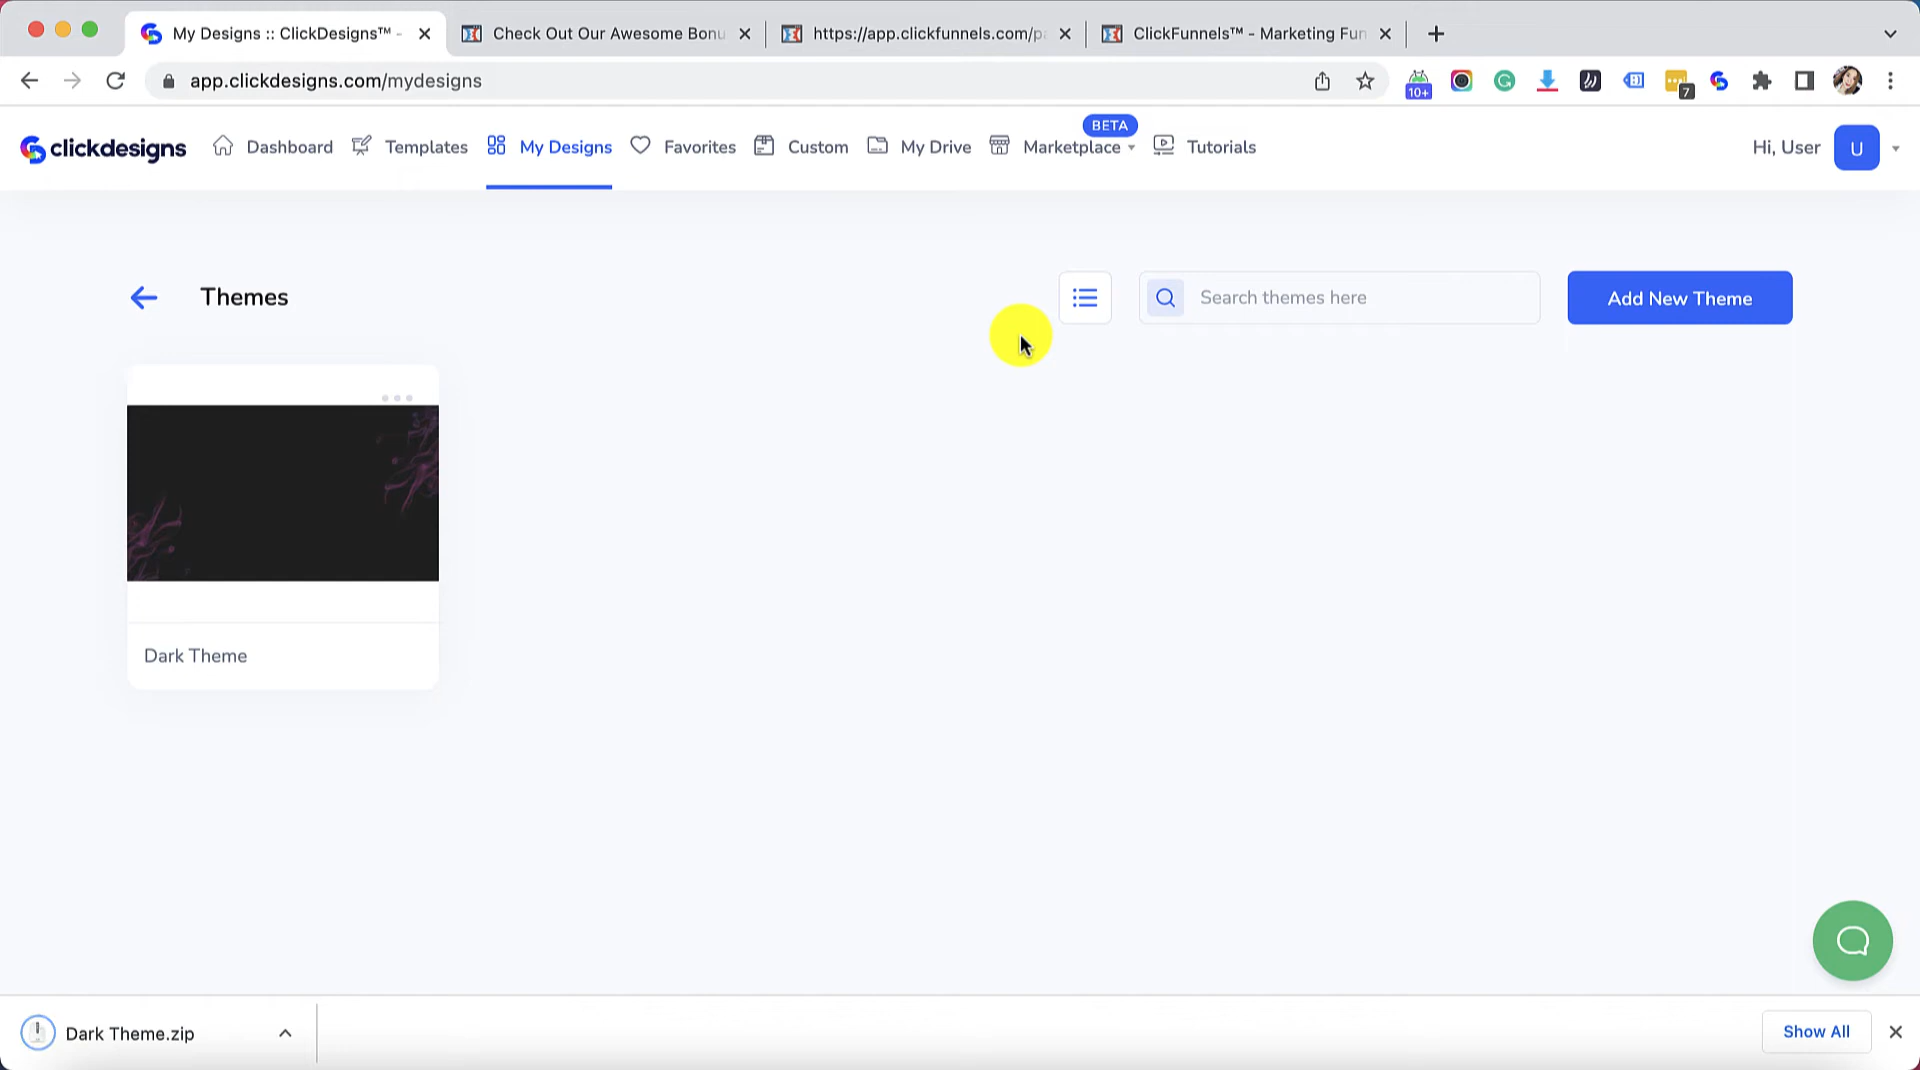 My Designs :: ClickDesigns™ -
Check Out Our Awesome Bonu
https://app.clickfunnels.com/p
ClickFunnels™ - Marketing Fun
app.clickdesigns.com/mydesigns
10+
7
clickdesigns
Dashboard
Templates
My Designs
Favorites
Custom
My Drive
BETA
Marketplace
Tutorials
Hi, User
U
Themes
Search themes here
Add New Theme
Dark Theme
Dark Theme.zip
Show All